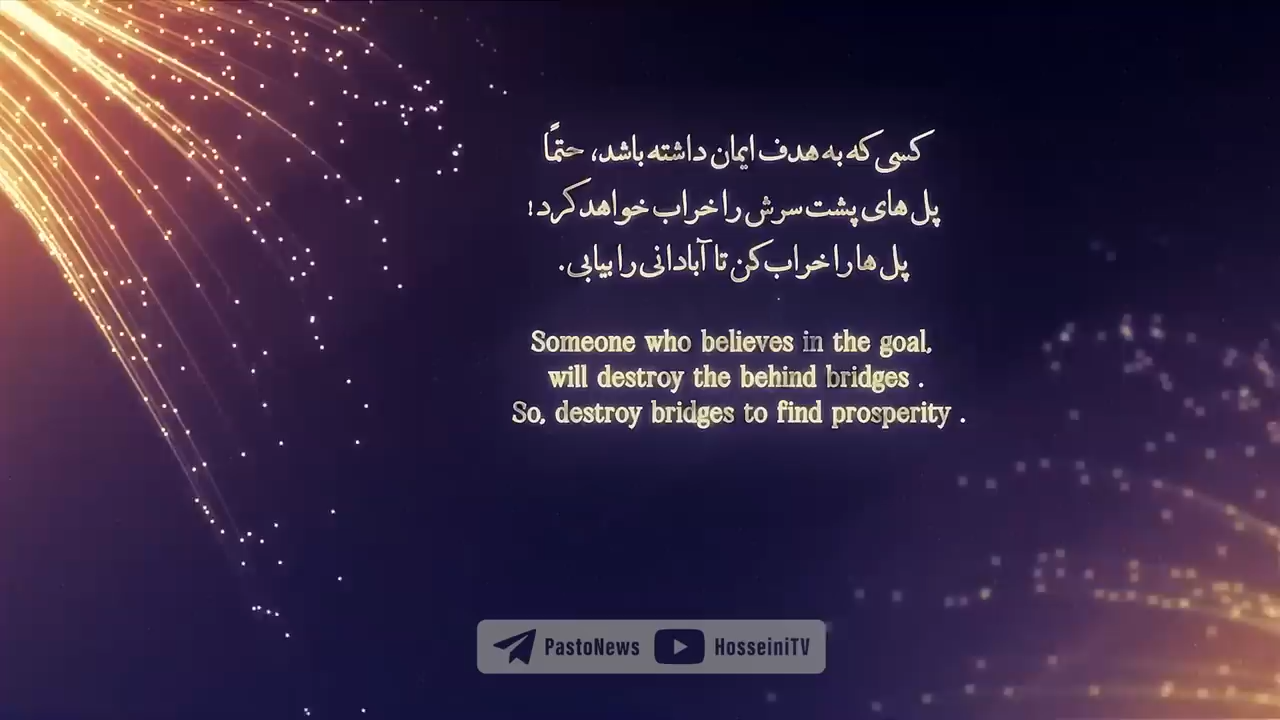 کسی که به هدف ایمان داشته باشد، حتماً
پل های پشت سرش را خراب خواهد کرد؛
پل ها را خراب کن تا آبادانی را بیابی.
Someone who believes in the goal,
will destroy the behind bridges .
So, destroy bridges to find prosperity .
PastoNews HosseiniTV